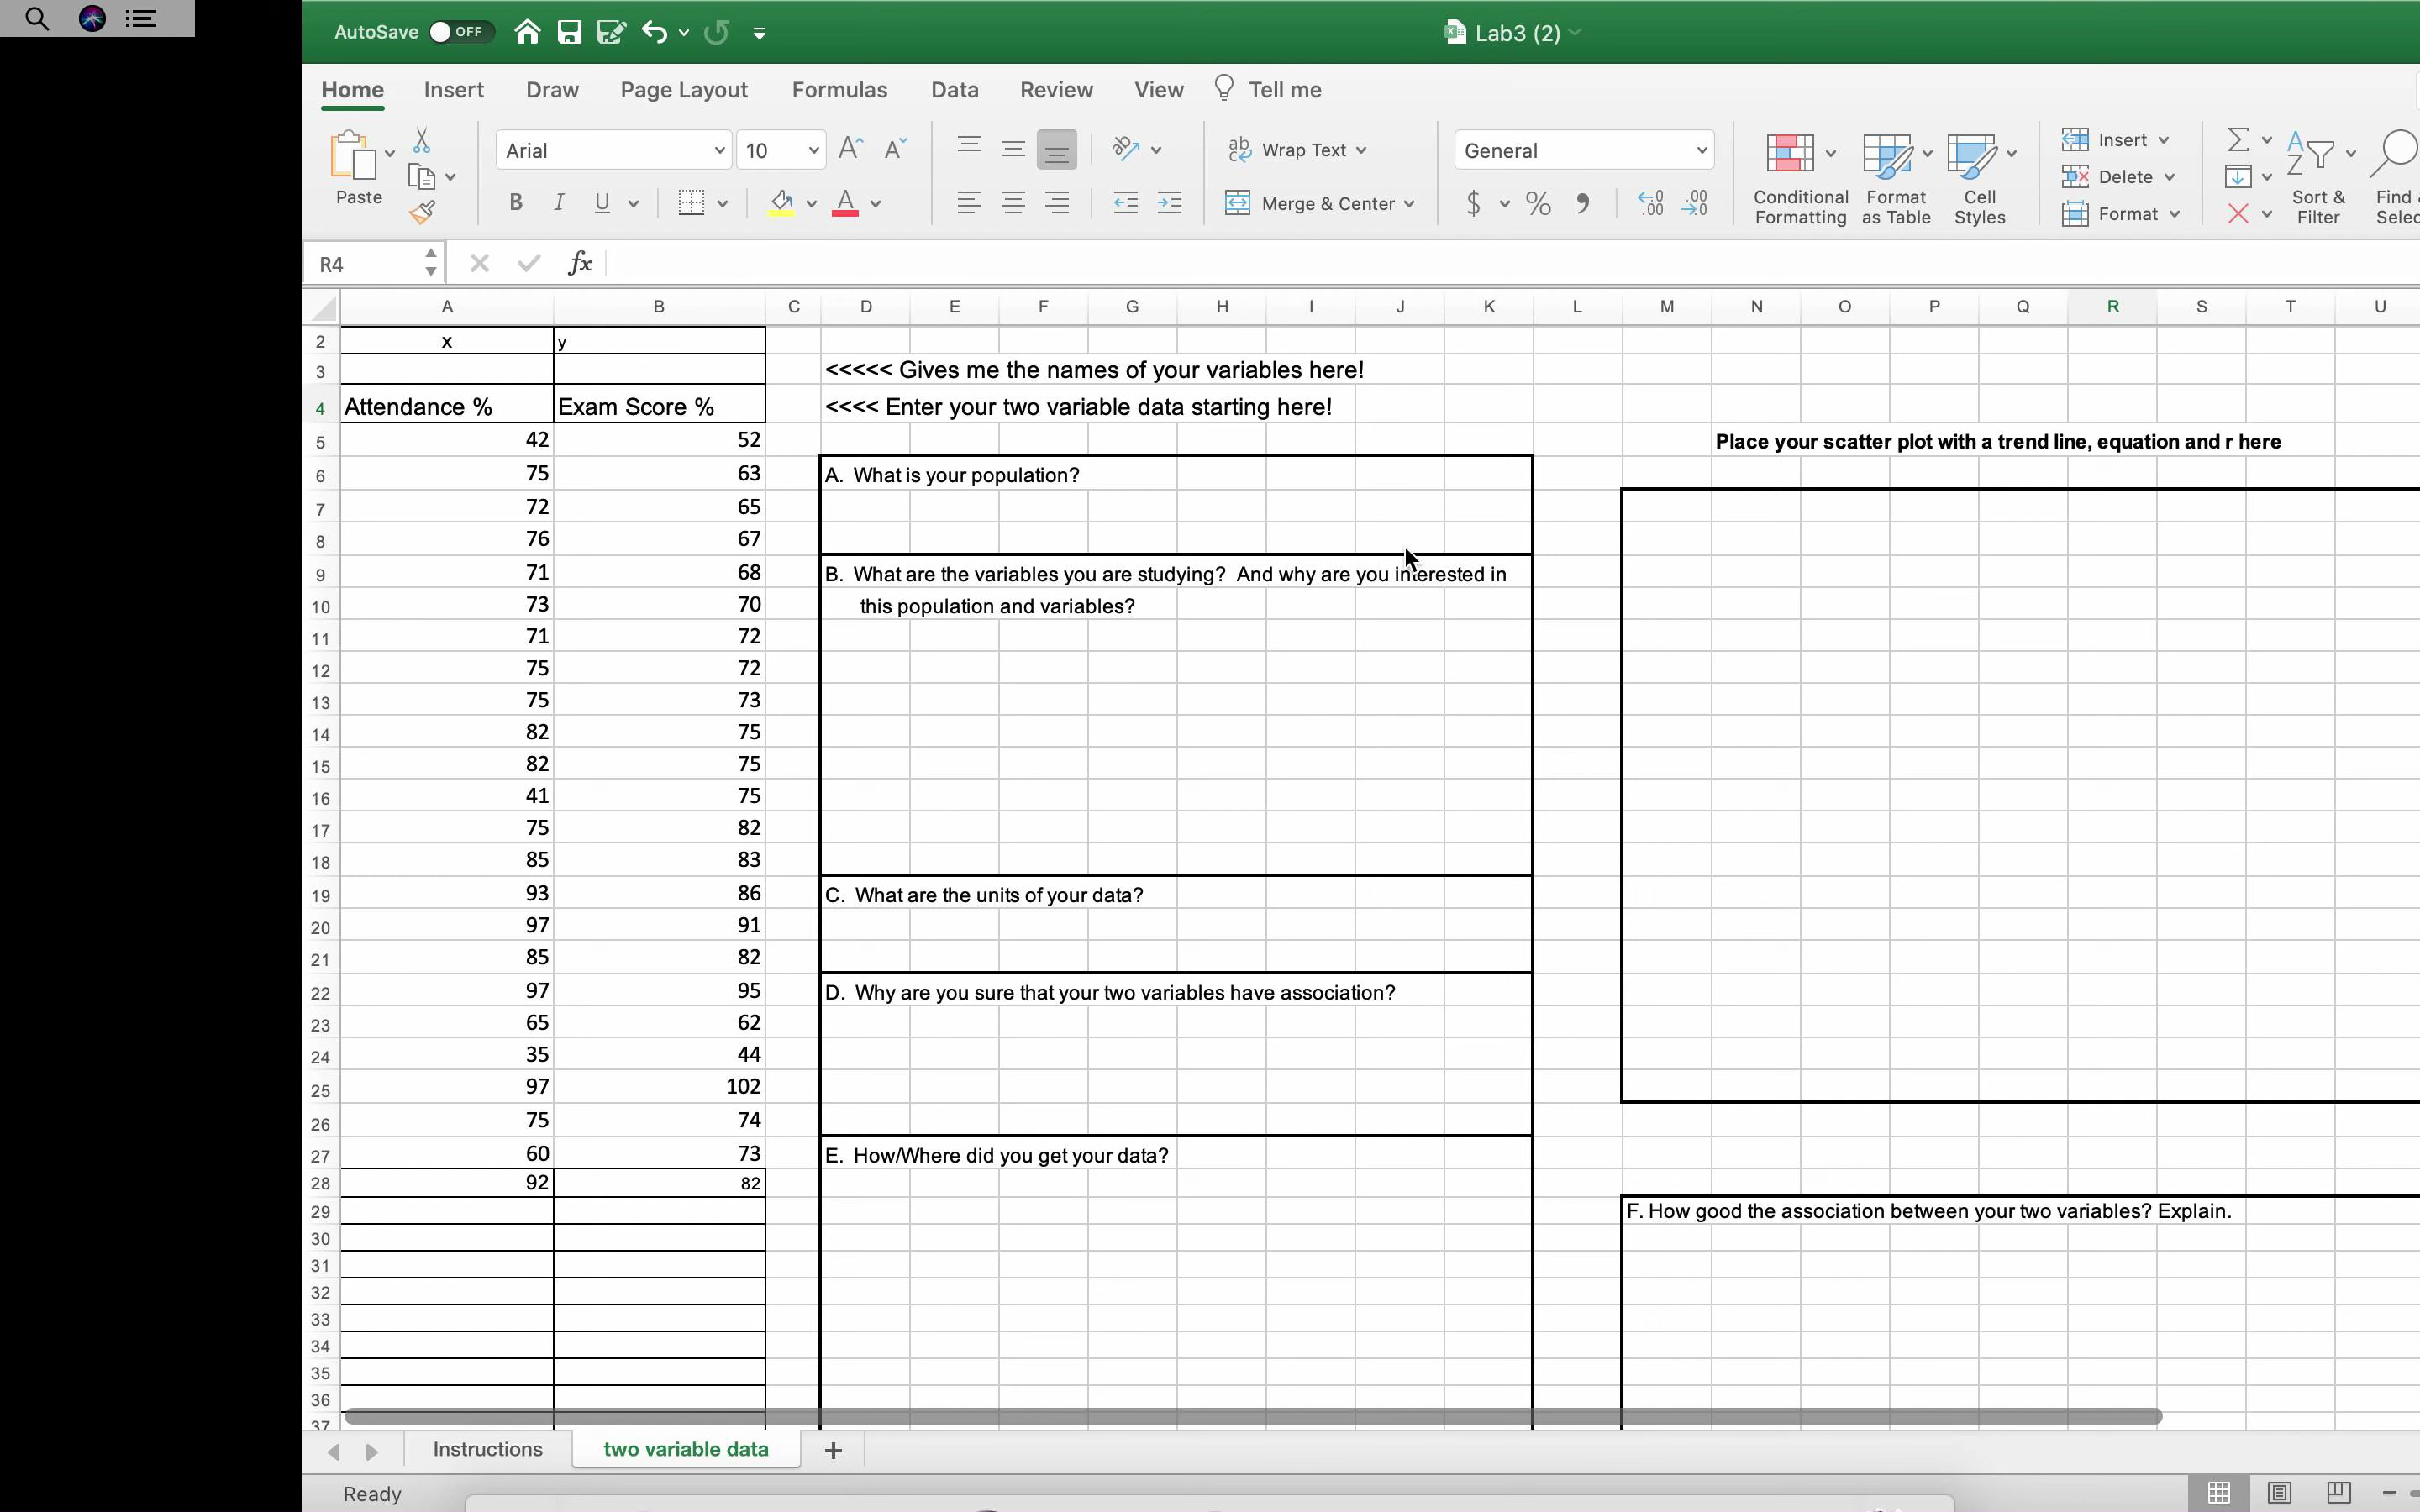 AutoSave OFF Lab3 (2)
Home Insert Draw Page Layout Formulas Data Review View Tell me
Arial 10 ab Wrap Text General Insert
Paste Delete
B I U A Merge & Center $ % Conditional Formatting Format as Table Cell Styles Format Sort & Filter Find
R4 fx
A B C D E F G H I J K L M N O P Q R S T U
2 x y
3 <<<<< Gives me the names of your variables here!
4 Attendance % Exam Score % <<<< Enter your two variable data starting here!
5 42 52 Place your scatter plot with a trend line, equation and r here
6 75 63 A. What is your population?
7 72 65
8 76 67
9 71 68 B. What are the variables you are studying? And why are you interested in
10 73 70 this population and variables?
11 71 72
12 75 72
13 75 73
14 82 75
15 82 75
16 41 75
17 75 82
18 85 83
19 93 86 C. What are the units of your data?
20 97 91
21 85 82
22 97 95 D. Why are you sure that your two variables have association?
23 65 62
24 35 44
25 97 102
26 75 74
27 60 73 E. How/Where did you get your data?
28 92 82
29 F. How good the association between your two variables? Explain.
30
31
32
33
34
35
36
37
Instructions two variable data +
Ready